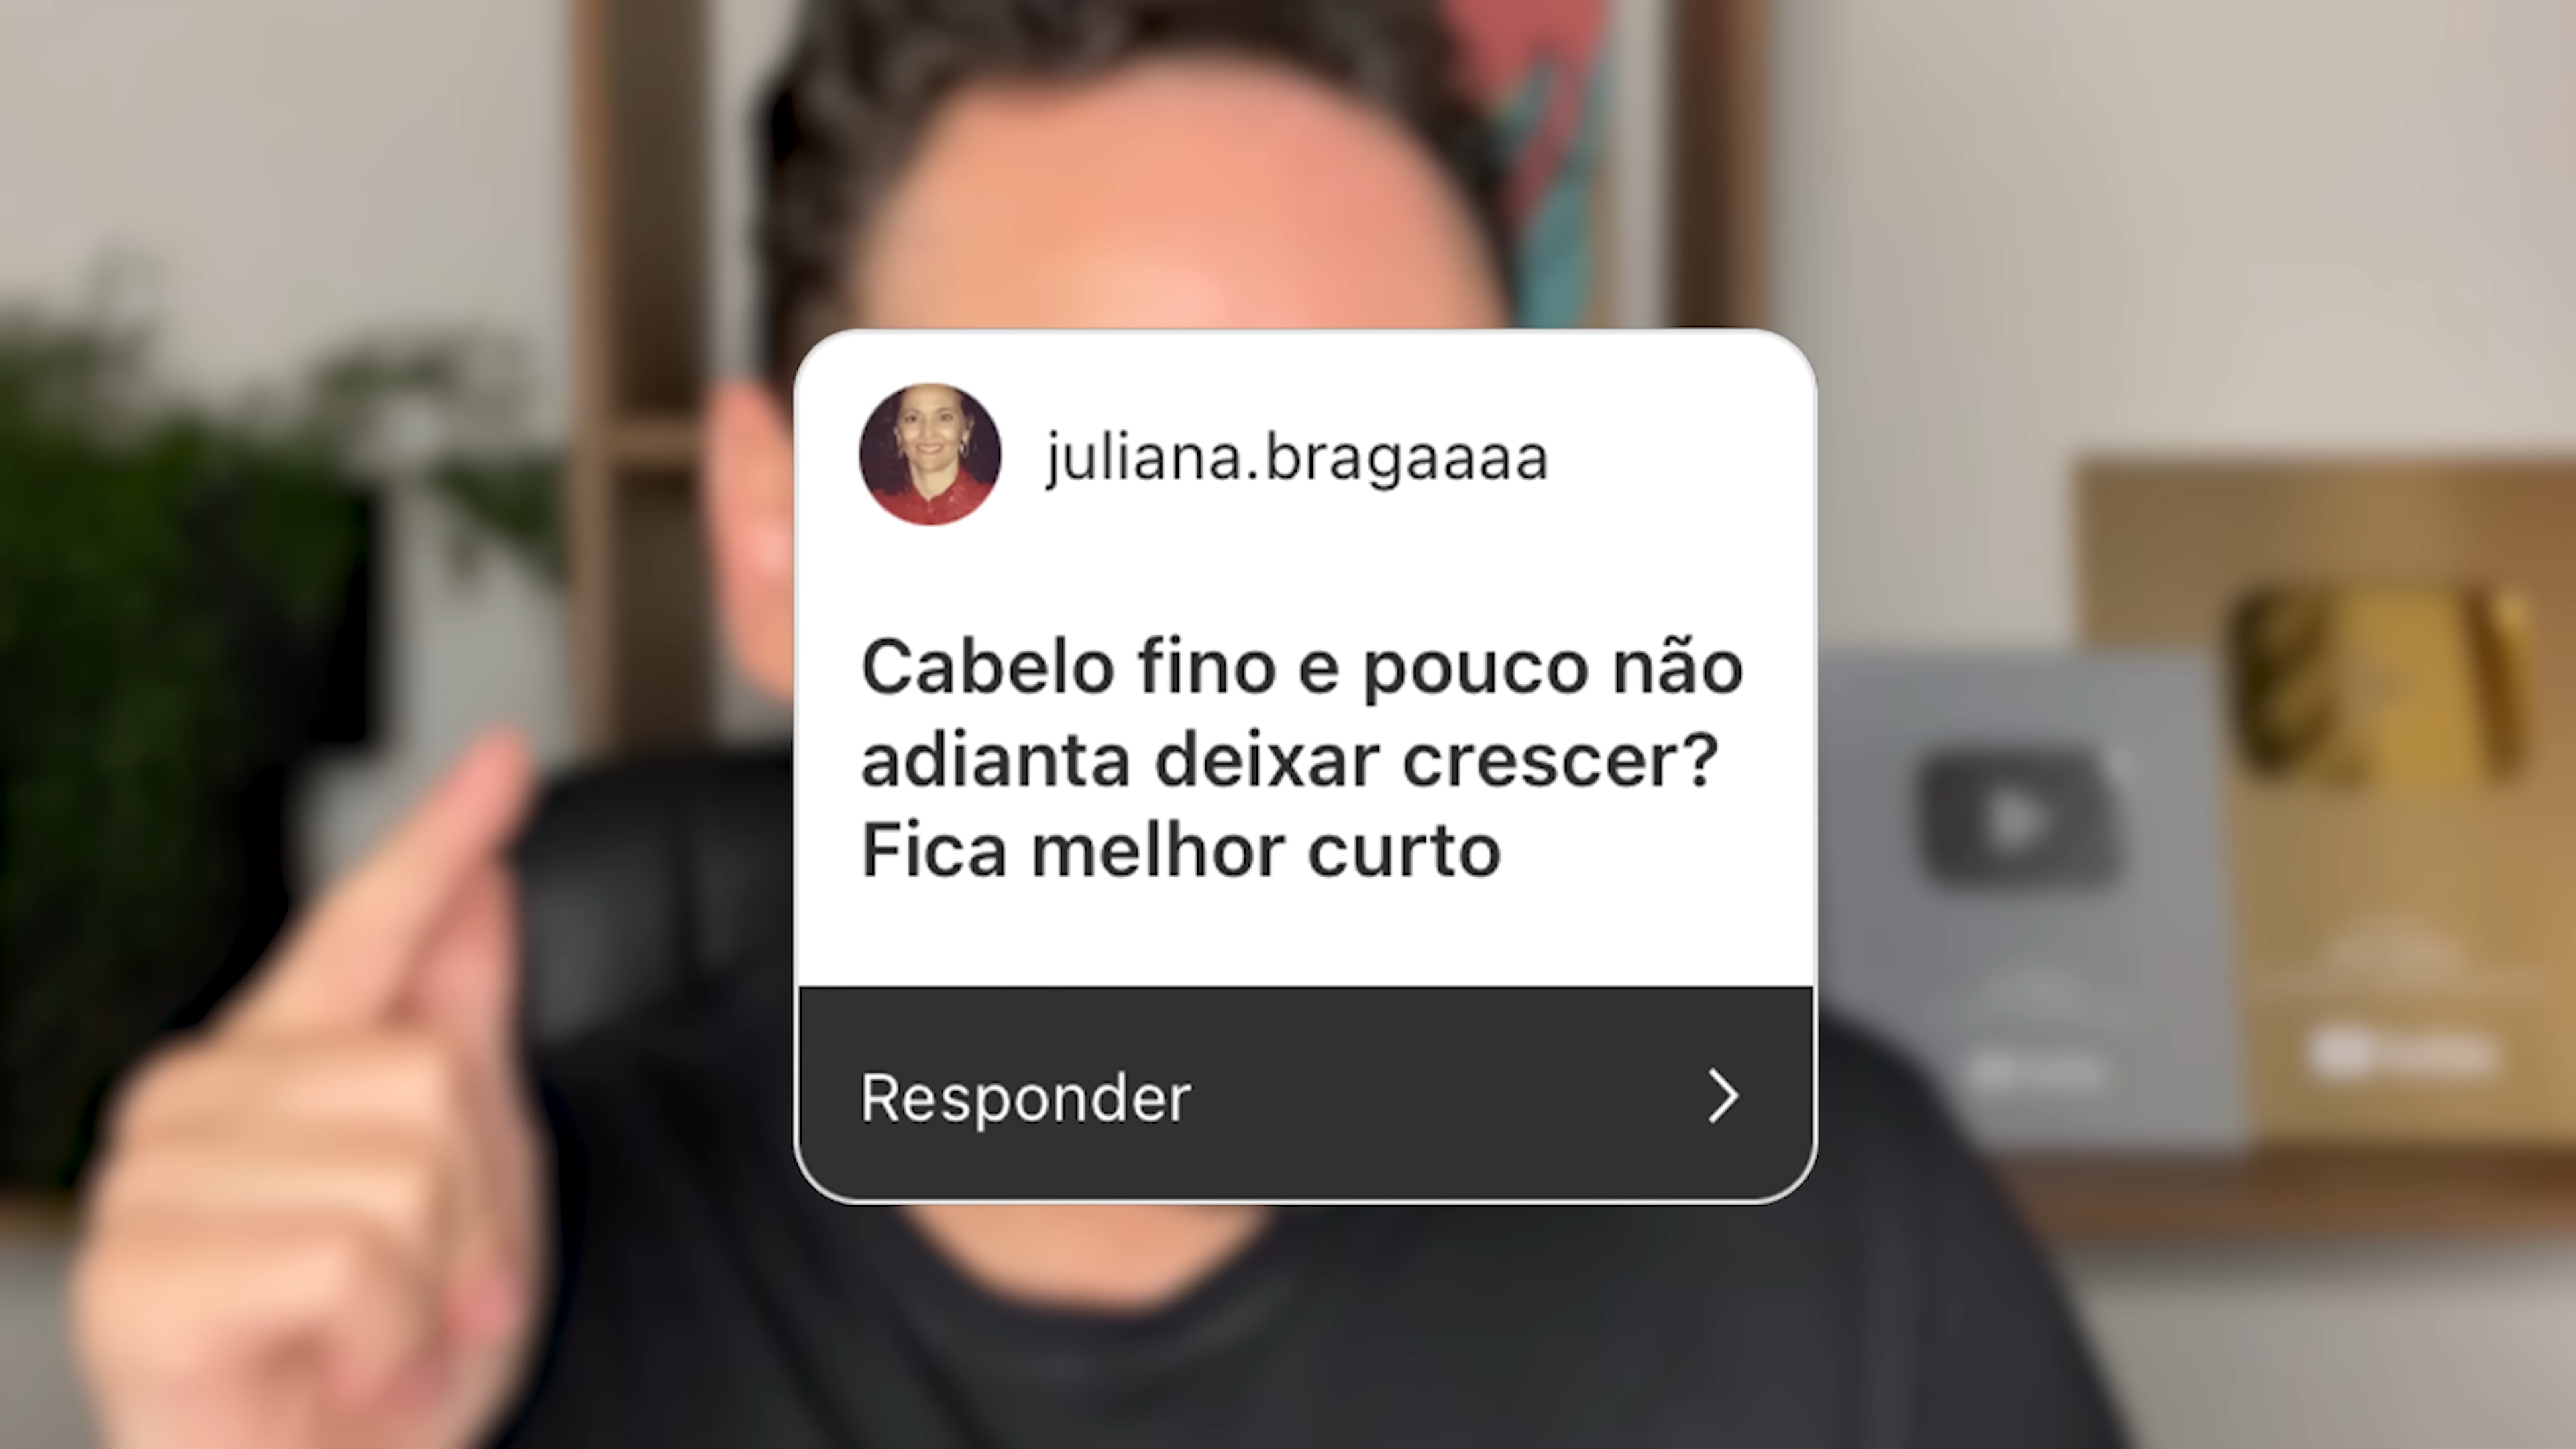 juliana.bragaaaa
Cabelo fino e pouco não
adianta deixar crescer?
Fica melhor curto
Responder